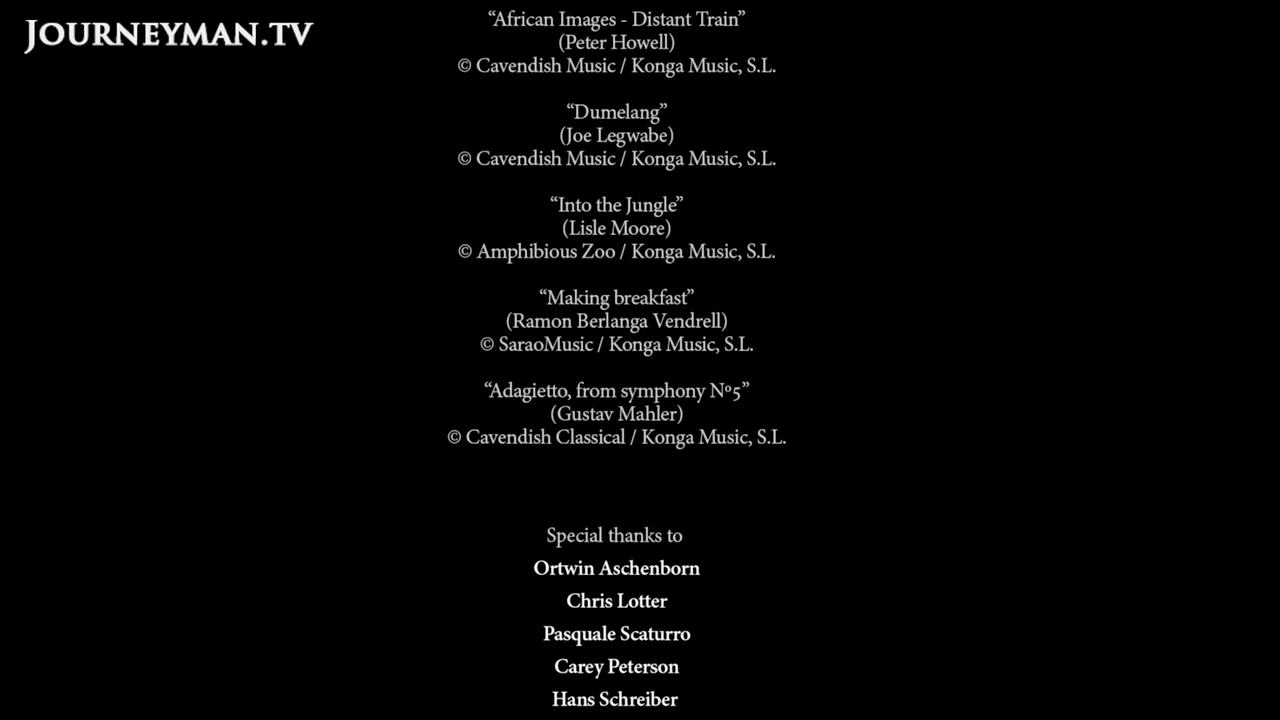 JOURNEYMAN.TV
“African Images - Distant Train”
(Peter Howell)
© Cavendish Music / Konga Music, S.L.
“Dumelang”
(Joe Legwabe)
© Cavendish Music / Konga Music, S.L.
“Into the Jungle”
(Lisle Moore)
© Amphibious Zoo / Konga Music, S.L.
“Making breakfast”
(Ramon Berlanga Vendrell)
© SaraoMusic / Konga Music, S.L.
“Adagietto, from symphony Nº5”
(Gustav Mahler)
© Cavendish Classical / Konga Music, S.L.
Special thanks to
Ortwin Aschenborn
Chris Lotter
Pasquale Scaturro
Carey Peterson
Hans Schreiber